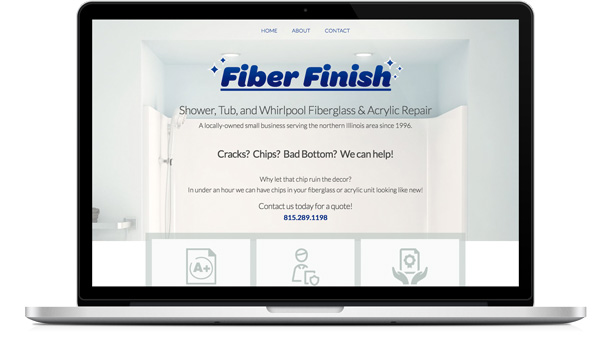 HOME ABOUT CONTACT
Fiber Finish
Shower, Tub, and Whirlpool Fiberglass & Acrylic Repair
A locally-owned small business serving the northern Illinois area since 1996.
Cracks? Chips? Bad Bottom? We can help!
Why let that chip ruin the decor?
In under an hour we can have chips in your fiberglass or acrylic unit looking like new!
Contact us today for a quote!
815.289.1198
A+